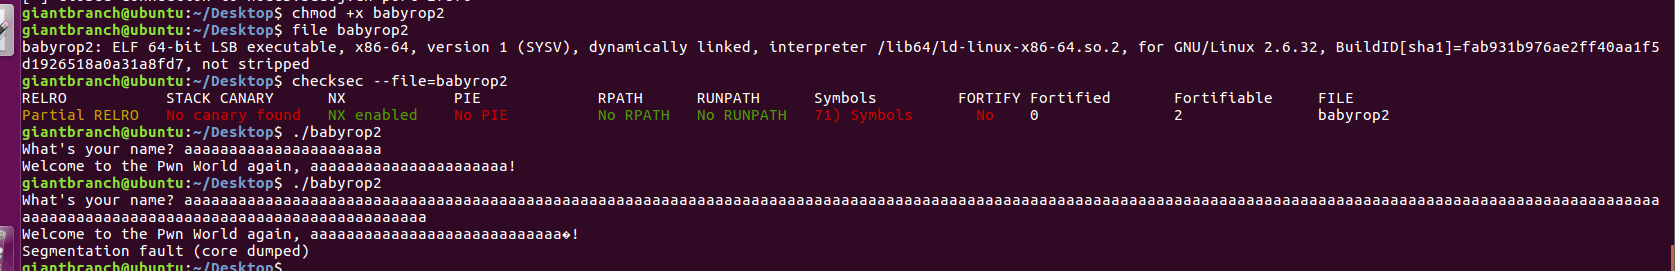 giantbranch@ubuntu:~/Desktop$ chmod +x babyrop2
giantbranch@ubuntu:~/Desktop$ file babyrop2
babyrop2: ELF 64-bit LSB executable, x86-64, version 1 (SYSV), dynamically linked, interpreter /lib64/ld-linux-x86-64.so.2, for GNU/Linux 2.6.32, BuildID[sha1]=fab931b976ae2ff40aa1f5
d1926518a0a31a8fd7, not stripped
giantbranch@ubuntu:~/Desktop$ checksec --file=babyrop2
RELRO STACK CANARY NX PIE RPATH RUNPATH Symbols FORTIFY Fortified Fortifiable FILE
Partial RELRO No canary found NX enabled No PIE No RPATH No RUNPATH 71) Symbols No 0 2 babyrop2
giantbranch@ubuntu:~/Desktop$ ./babyrop2
What's your name? aaaaaaaaaaaaaaaaaaaaaa
Welcome to the Pwn World again, aaaaaaaaaaaaaaaaaaaaaa!
giantbranch@ubuntu:~/Desktop$ ./babyrop2
What's your name? aaaaaaaaaaaaaaaaaaaaaaaaaaaaaaaaaaaaaaaaaaaaaaaaaaaaaaaaaaaaaaaaaaaaaaaaaaaaaaaaaaaaaaaaaaaaaaaaaaaaaaaaaaaaaaaaaaaaaaaaaaaaaaaaaaaaaaaaaaaaaaaaaaaaaaaaaaaaaaaaaaaa
aaaaaaaaaaaaaaaaaaaaaaaaaaaaaaaaaaaaaaaaaaaaa
Welcome to the Pwn World again, aaaaaaaaaaaaaaaaaaaaaaaaaaaa�!
Segmentation fault (core dumped)
giantbranch@ubuntu:~/Desktop$